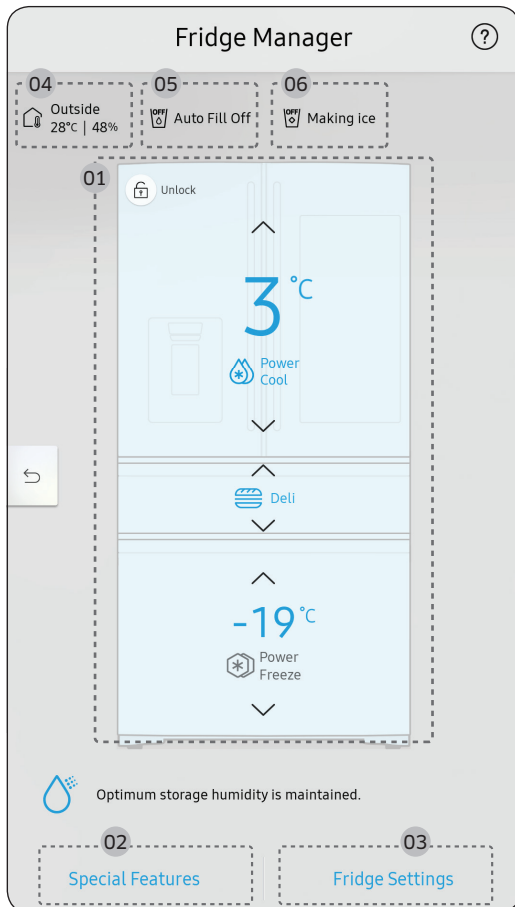 Fridge Manager
?
04
05
06
Outside
28°C | 48%
OFF
Auto Fill Off
OFF
Making ice
01
Unlock
3°C
Power
Cool
Deli
-19°C
Power
Freeze
Optimum storage humidity is maintained.
02
03
Special Features
Fridge Settings